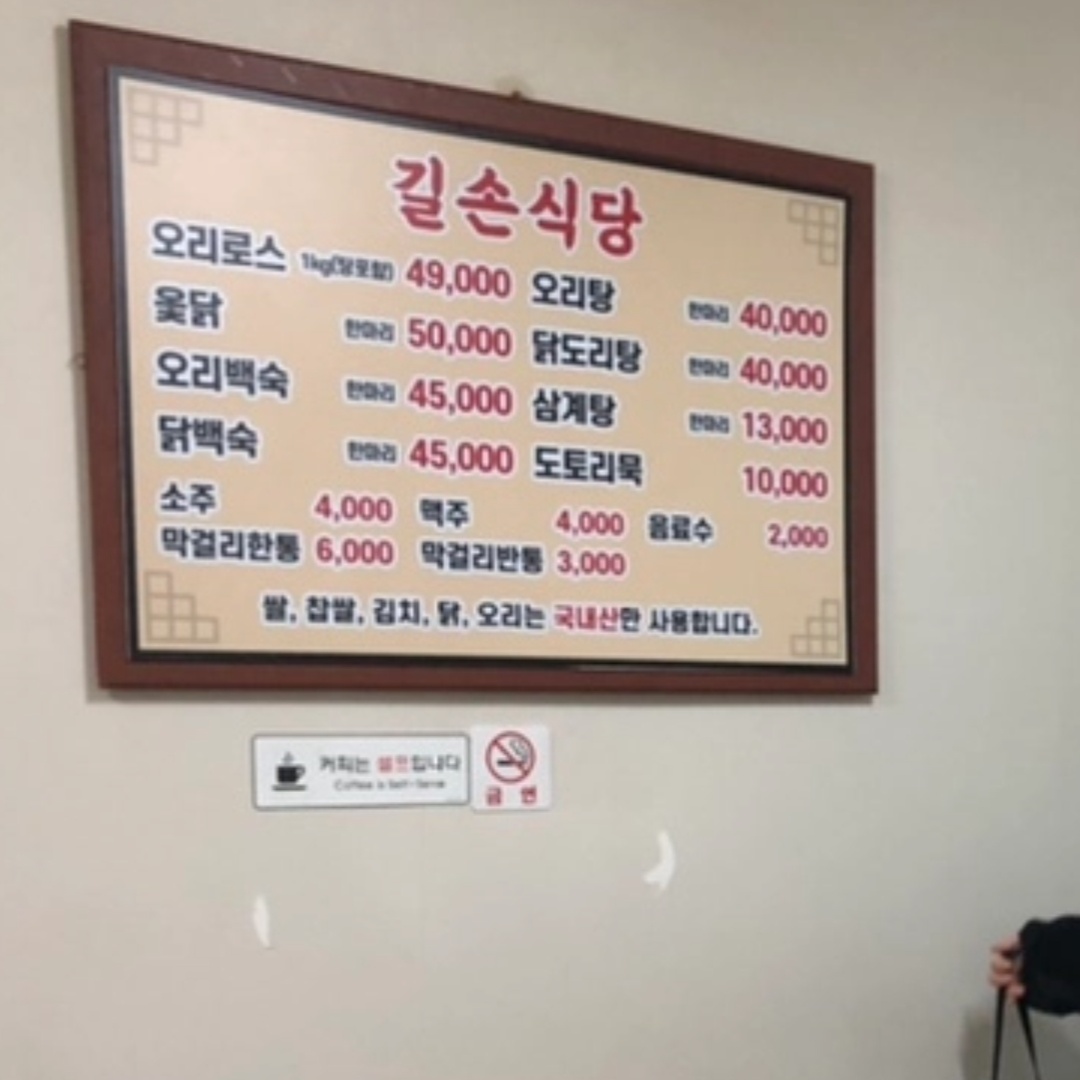 길손식당
오리로스 1kg(탕포함) 49,000 오리탕 한마리 40,000
옻닭 한마리 50,000 닭도리탕 한마리 40,000
오리백숙 한마리 45,000 삼계탕 한마리 13,000
닭백숙 한마리 45,000 도토리묵 10,000
소주 4,000 맥주 4,000 음료수 2,000
막걸리한통 6,000 막걸리반통 3,000
쌀, 찹쌀, 김치, 닭, 오리는 국내산만 사용합니다.
커피는 셀프입니다
Coffee is Self-Serve
금 연